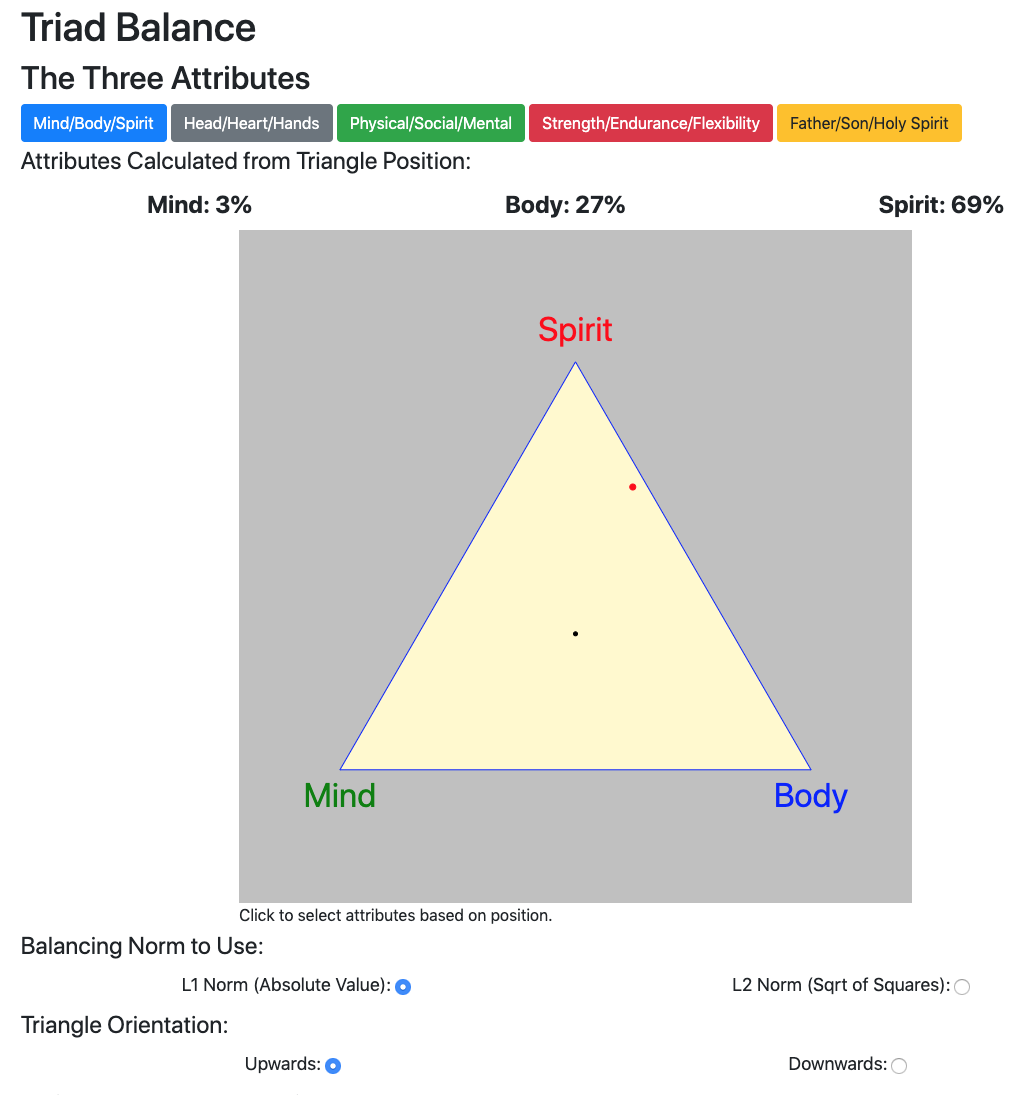 Triad Balance
The Three Attributes
Mind/Body/Spirit Head/Heart/Hands Physical/Social/Mental Strength/Endurance/Flexibility Father/Son/Holy Spirit
Attributes Calculated from Triangle Position:
Mind: 3% Body: 27% Spirit: 69%
Spirit
Mind Body
Click to select attributes based on position.
Balancing Norm to Use:
L1 Norm (Absolute Value): L2 Norm (Sqrt of Squares):
Triangle Orientation:
Upwards: Downwards: